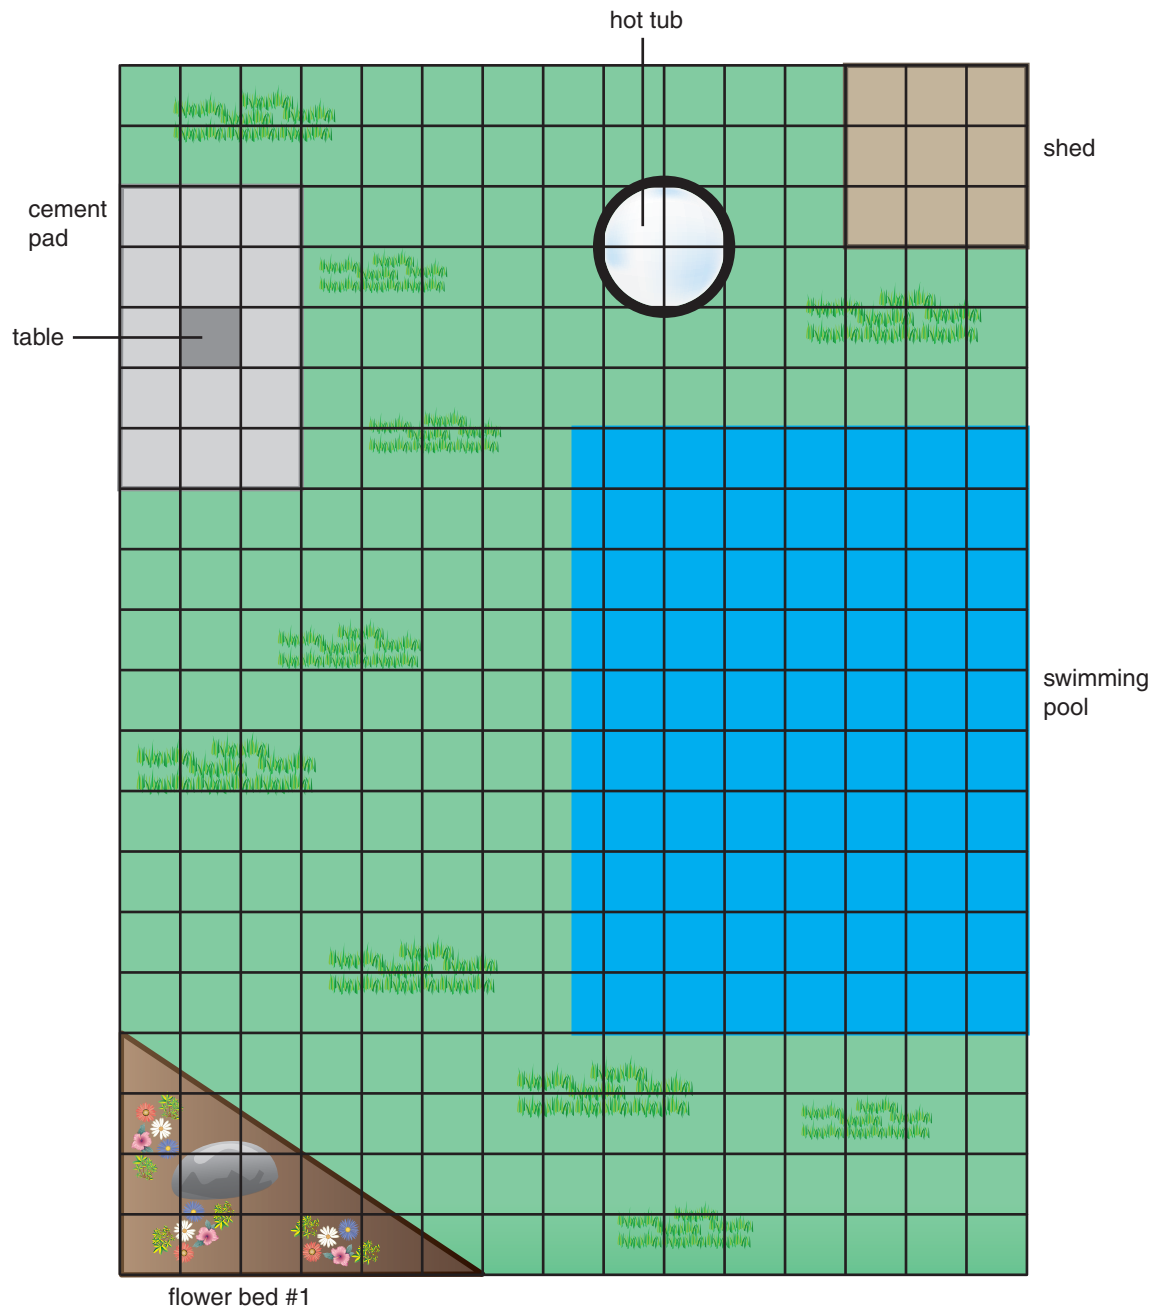 hot tub
shed
cement
pad
table
swimming
pool
flower bed #1